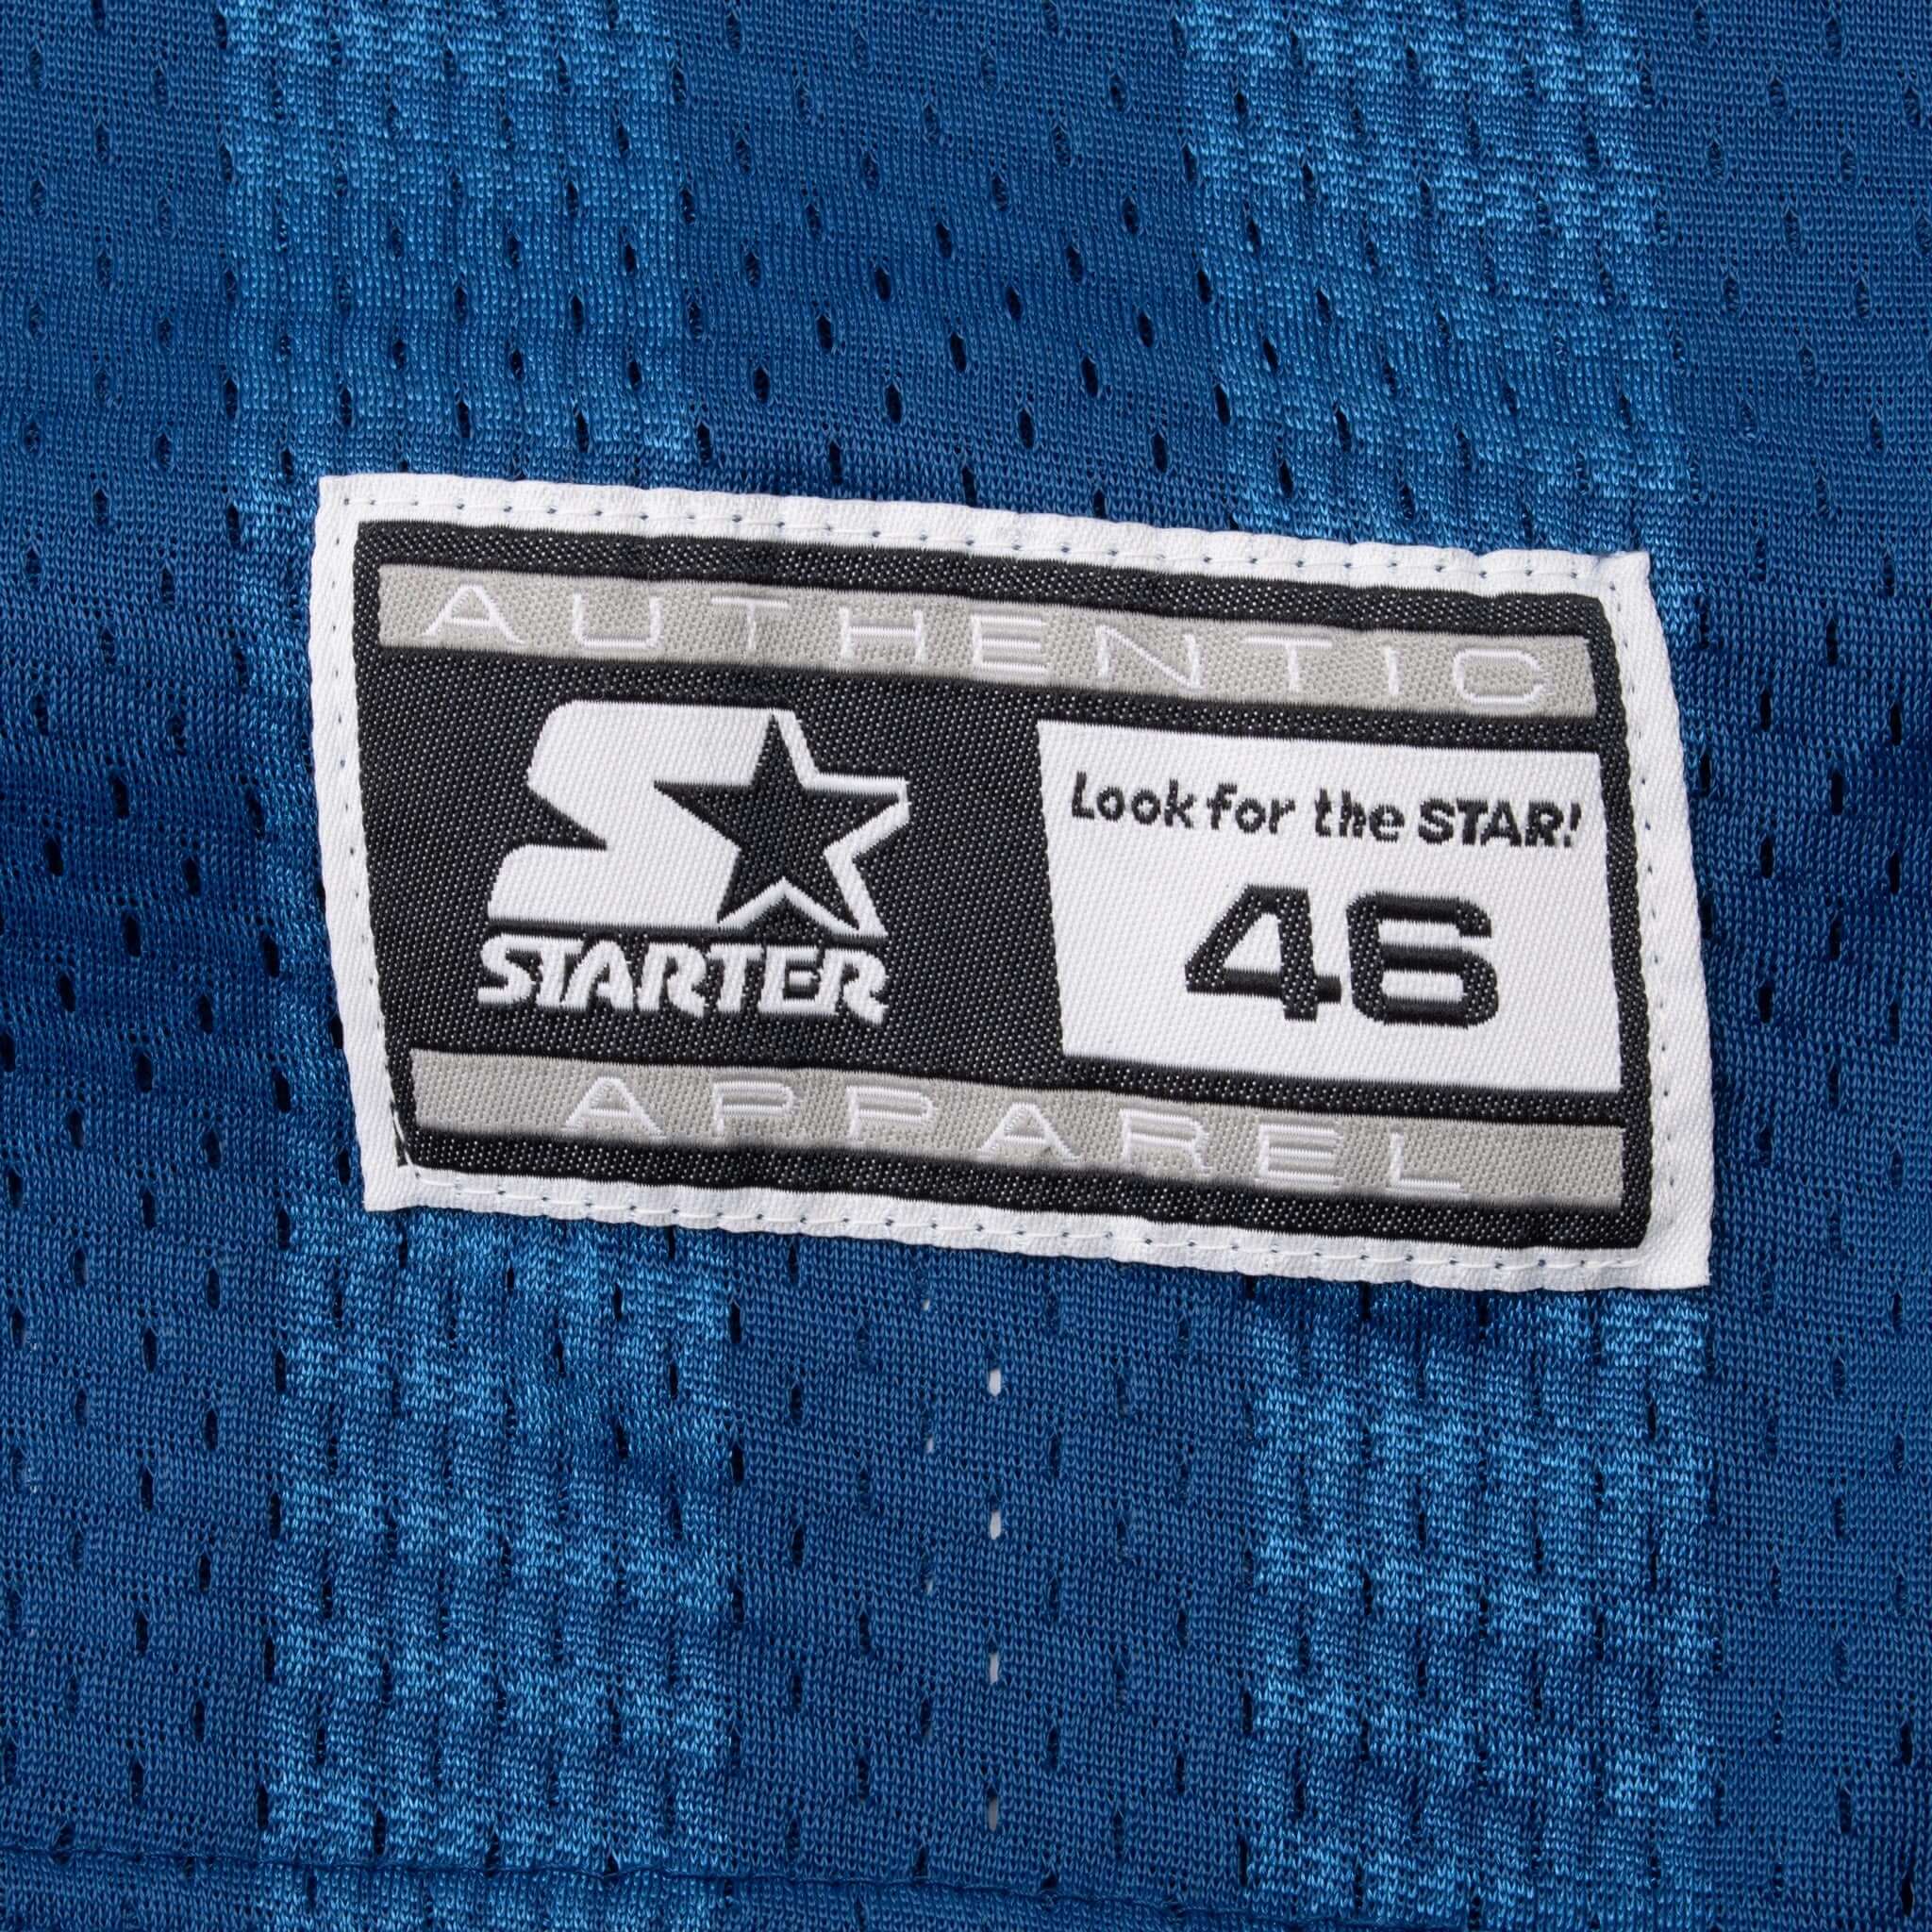 AUTHENTIC
STARTER
Look for the STAR!
46
APPAREL